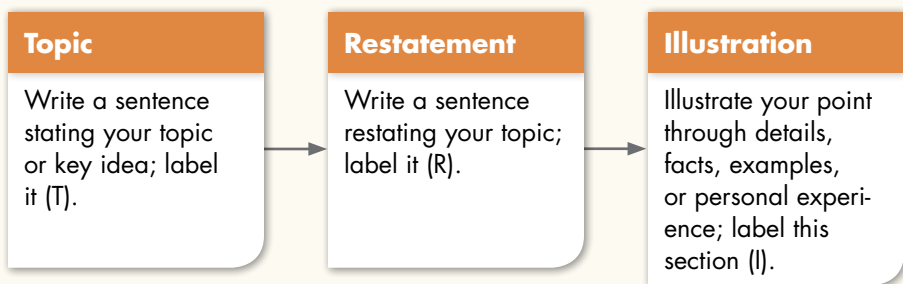 Topic
Write a sentence
stating your topic
or key idea; label
it (T).
Restatement
Write a sentence
restating your topic;
label it (R).
Illustration
Illustrate your point
through details,
facts, examples,
or personal experi-
ence; label this
section (I).